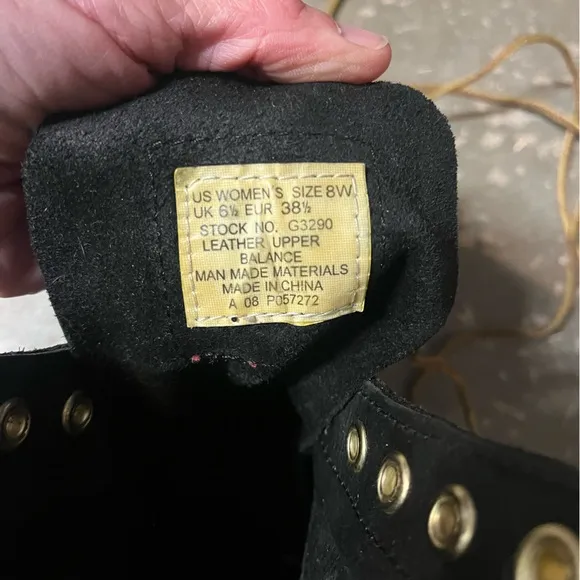 US WOMEN'S SIZE 8W
UK 6½ EUR 38½
STOCK NO. G3290
LEATHER UPPER
BALANCE
MAN MADE MATERIALS
MADE IN CHINA
A 08 P057272